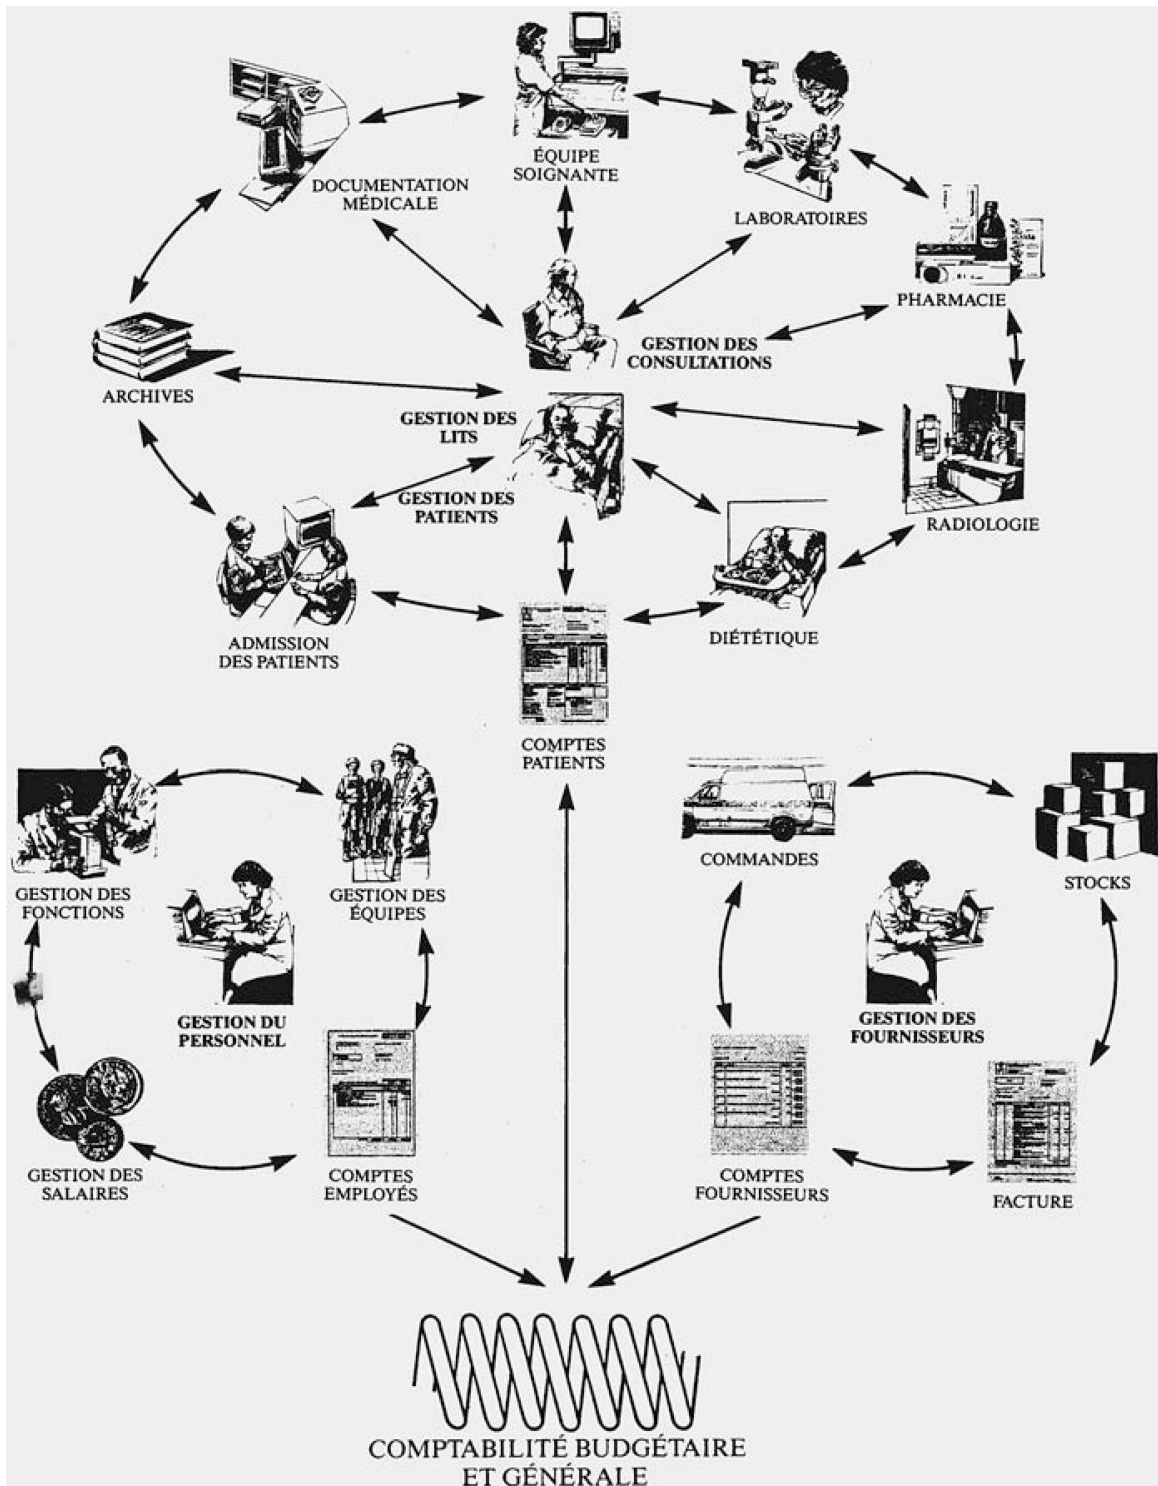 ÉQUIPE
SOIGNANTE
DOCUMENTATION
MÉDICALE
LABORATOIRES
PHARMACIE
GESTION DES
CONSULTATIONS
ARCHIVES
GESTION DES
LITS
GESTION DES
PATIENTS
RADIOLOGIE
ADMISSION
DES PATIENTS
DIÉTÉTIQUE
COMPTES
PATIENTS
GESTION DES
FONCTIONS
GESTION DES
ÉQUIPES
COMMANDES
STOCKS
GESTION DU
PERSONNEL
GESTION DES
FOURNISSEURS
GESTION DES
SALAIRES
COMPTES
EMPLOYÉS
COMPTES
FOURNISSEURS
FACTURE
COMPTABILITÉ BUDGÉTAIRE
ET GÉNÉRALE